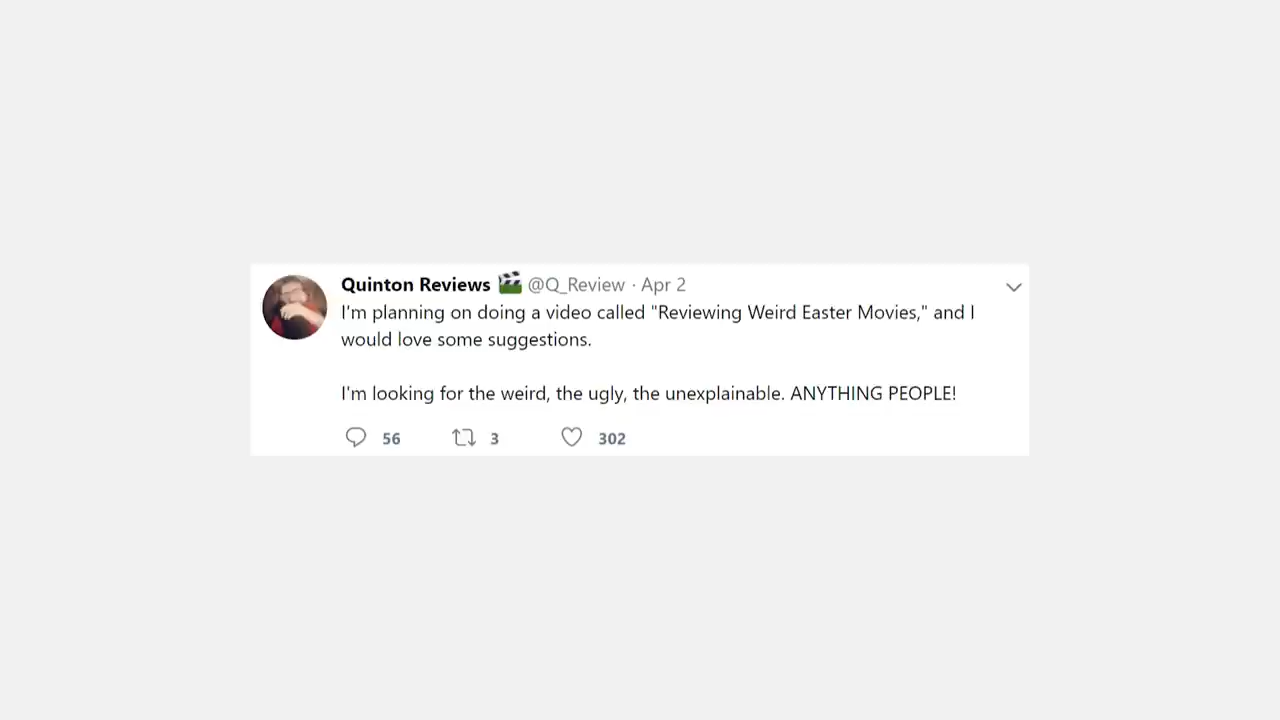 Quinton Reviews 🎬 @Q_Review · Apr 2
I'm planning on doing a video called "Reviewing Weird Easter Movies," and I
would love some suggestions.
I'm looking for the weird, the ugly, the unexplainable. ANYTHING PEOPLE!
56 3 302